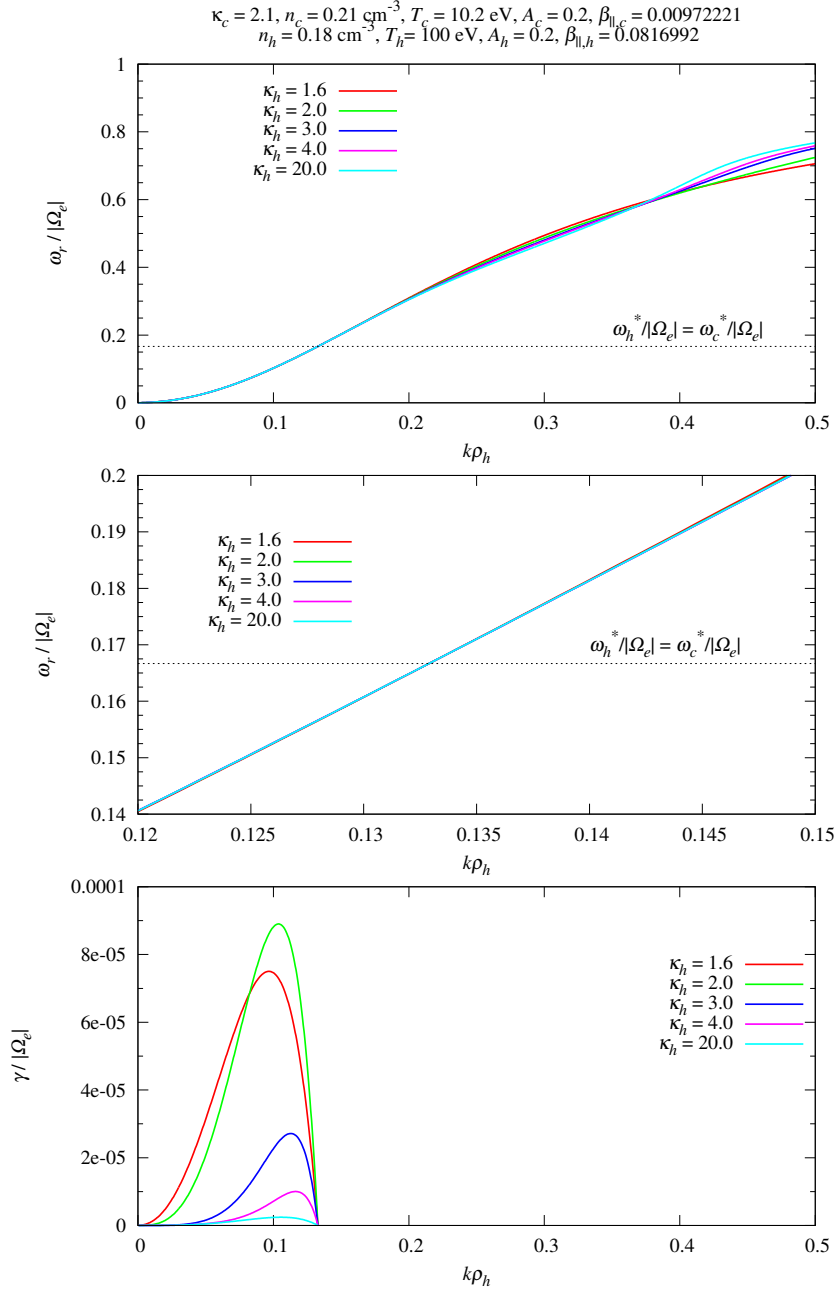 κc = 2.1, nc = 0.21 cm-3, Tc = 10.2 eV, Ac = 0.2, β||,c = 0.00972221
nh = 0.18 cm-3, Th= 100 eV, Ah = 0.2, β||,h = 0.0816992
κh = 1.6
κh = 2.0
κh = 3.0
κh = 4.0
κh = 20.0
ωh*/|Ωe| = ωc*/|Ωe|
ωr / |Ωe|
1
0.8
0.6
0.4
0.2
0
0 0.1 0.2 0.3 0.4 0.5
kρh
κh = 1.6
κh = 2.0
κh = 3.0
κh = 4.0
κh = 20.0
ωh*/|Ωe| = ωc*/|Ωe|
ωr / |Ωe|
0.2
0.19
0.18
0.17
0.16
0.15
0.14
0.12 0.125 0.13 0.135 0.14 0.145 0.15
kρh
κh = 1.6
κh = 2.0
κh = 3.0
κh = 4.0
κh = 20.0
γ / |Ωe|
0.0001
8e-05
6e-05
4e-05
2e-05
0
0 0.1 0.2 0.3 0.4 0.5
kρh